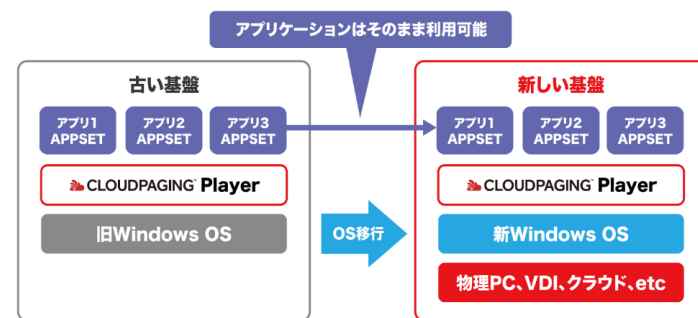 アプリケーションはそのまま利用可能
古い基盤
アプリ1
APPSET
アプリ2
APPSET
アプリ3
APPSET
CLOUDPAGING™ Player
旧Windows OS
OS移行
新しい基盤
アプリ1
APPSET
アプリ2
APPSET
アプリ3
APPSET
CLOUDPAGING™ Player
新Windows OS
物理PC、VDI、クラウド、etc